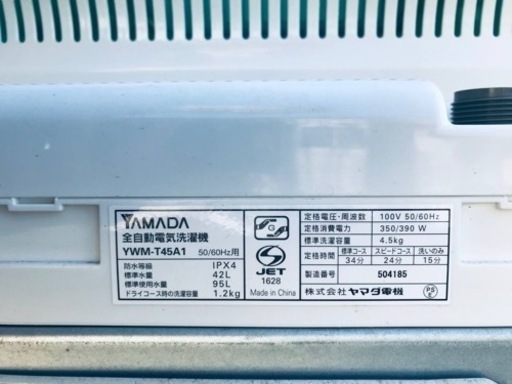 YAMADA
全自動電気洗濯機
YWM-T45A1 50/60Hz用
防水等級 IPX4
標準水量 42L
標準使用水量 95L
ドライコース時の洗濯容量 1.2kg
G
S
JET
1628
Made in China
定格電圧・周波数 100V 50/60Hz
定格消費電力 350/390 W
標準洗濯容量 4.5kg
標準コース スピードコース 洗いのみ
標準時間 34分 24分 15分
製造番号 504185
株式会社 ヤマダ電機
PS
E